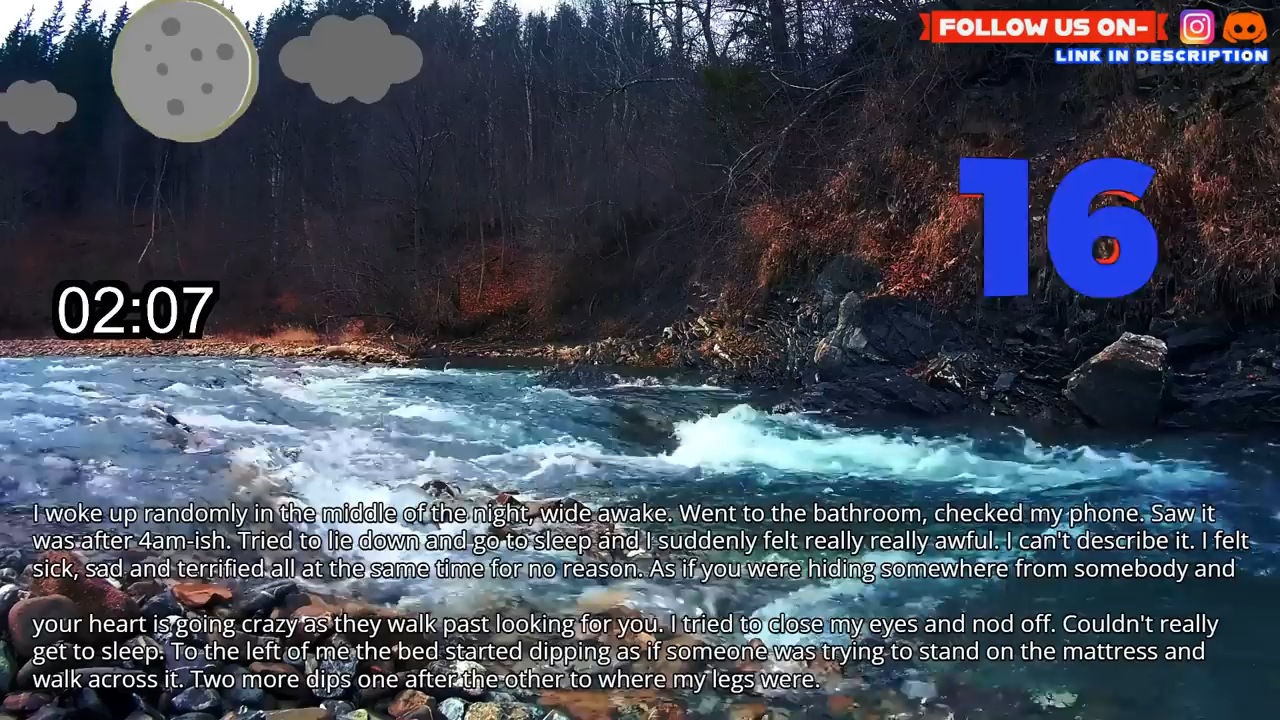 FOLLOW US ON-
LINK IN DESCRIPTION
16
02:07
I woke up randomly in the middle of the night, wide awake. Went to the bathroom, checked my phone. Saw it
was after 4am-ish. Tried to lie down and go to sleep and I suddenly felt really really awful. I can't describe it. I felt
sick, sad and terrified all at the same time for no reason. As if you were hiding somewhere from somebody and
your heart is going crazy as they walk past looking for you. I tried to close my eyes and nod off. Couldn't really
get to sleep. To the left of me the bed started dipping as if someone was trying to stand on the mattress and
walk across it. Two more dips one after the other to where my legs were.